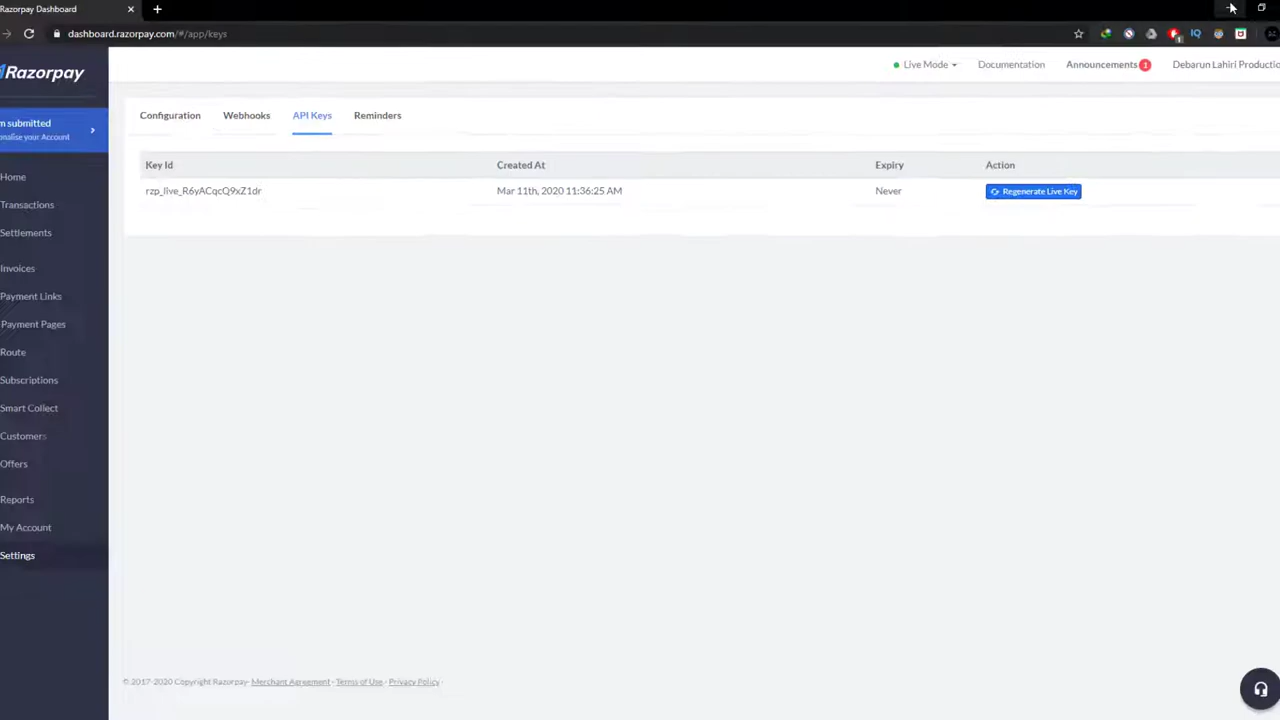 Razorpay Dashboard
dashboard.razorpay.com/#/app/keys
Razorpay
Live Mode
Documentation
Announcements 1
Debarun Lahiri Productio
m submitted
onalise your Account
Configuration
Webhooks
API Keys
Reminders
Key Id
Created At
Expiry
Action
rzp_live_R6yACqcQ9xZ1dr
Mar 11th, 2020 11:36:25 AM
Never
Regenerate Live Key
Home
Transactions
Settlements
Invoices
Payment Links
Payment Pages
Route
Subscriptions
Smart Collect
Customers
Offers
Reports
My Account
Settings
© 2017-2020 Copyright Razorpay· Merchant Agreement · Terms of Use · Privacy Policy ·